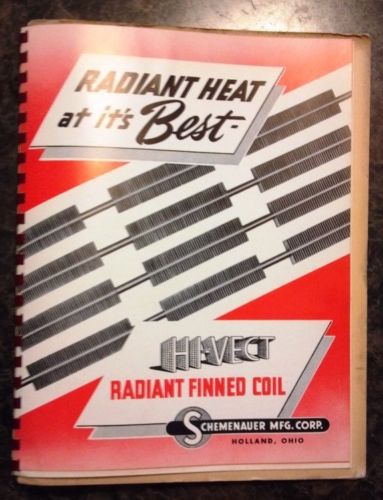 RADIANT HEAT
at it's Best-
HI-VECT
RADIANT FINNED COIL
SCHEMENAUER MFG. CORP.
HOLLAND, OHIO